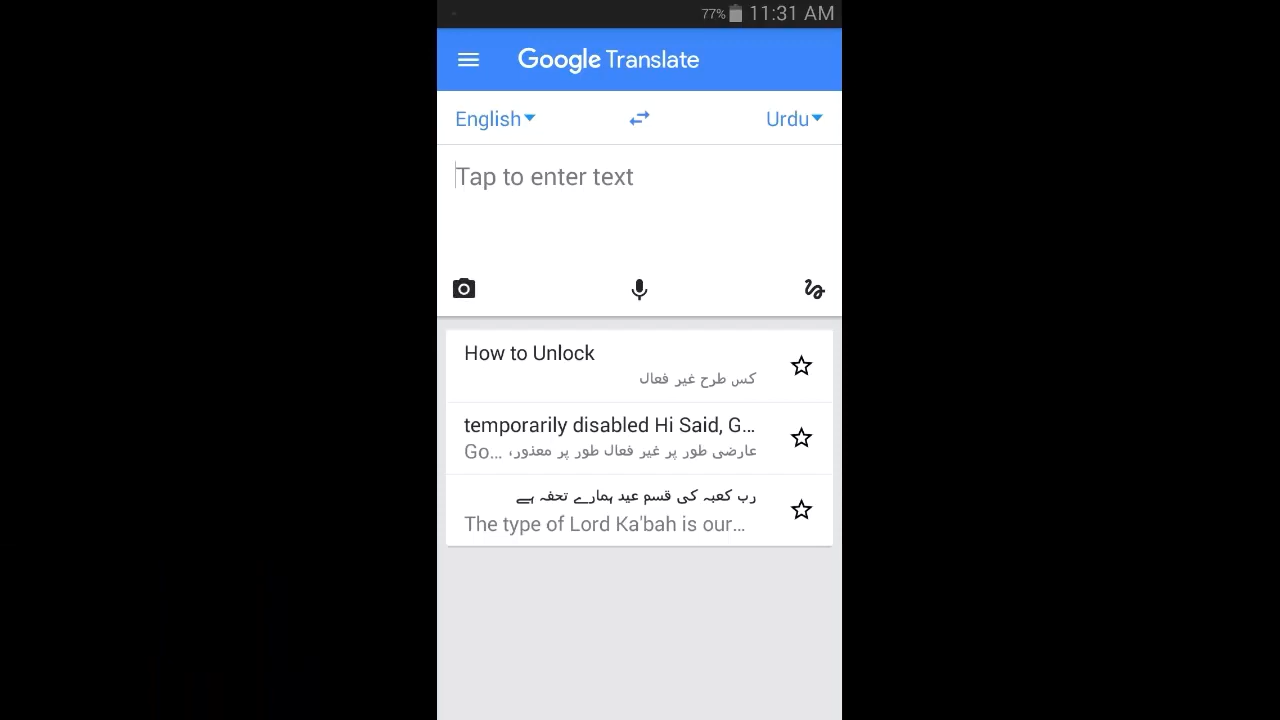 77% 11:31 AM
Google Translate
English Urdu
Tap to enter text
How to Unlock
کس طرح غیر فعال
temporarily disabled Hi Said, G...
عارضی طور پر غیر فعال طور پر معذور، Go...
رب کعبہ کی قسم عید ہمارے تحفہ ہے
The type of Lord Ka'bah is our...